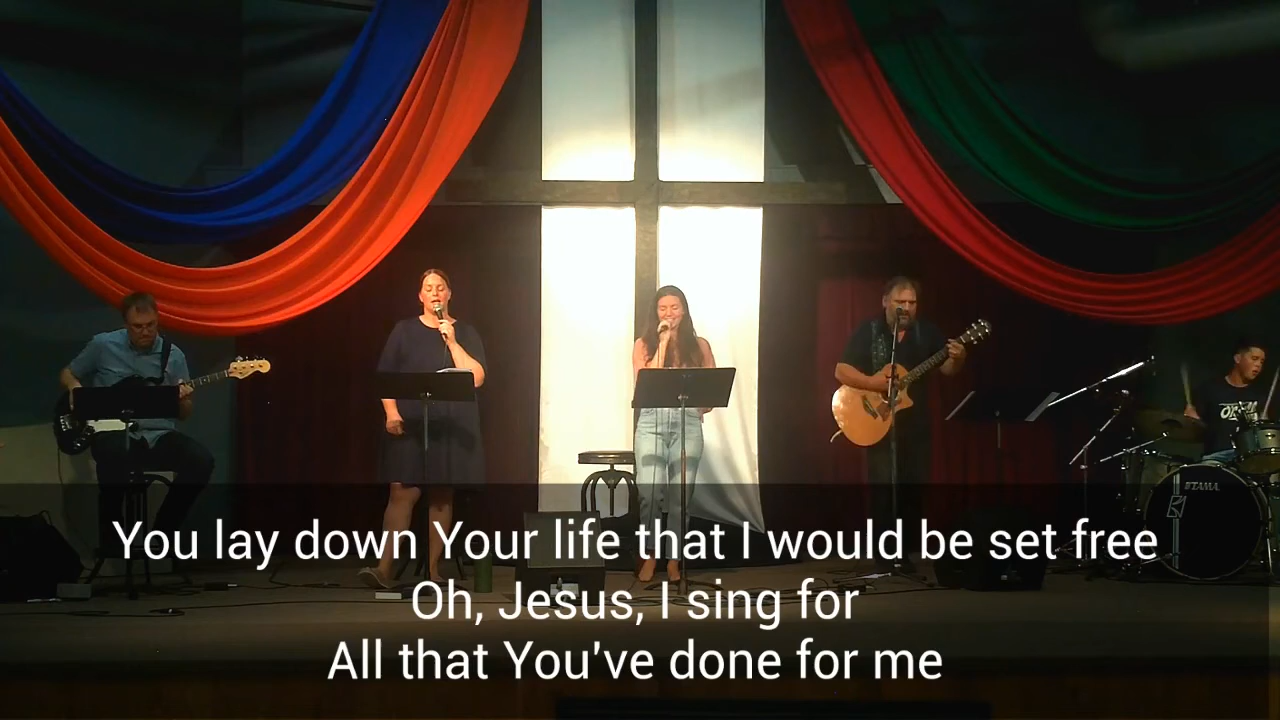 TAMA
You lay down Your life that I would be set free
Oh, Jesus, I sing for
All that You've done for me